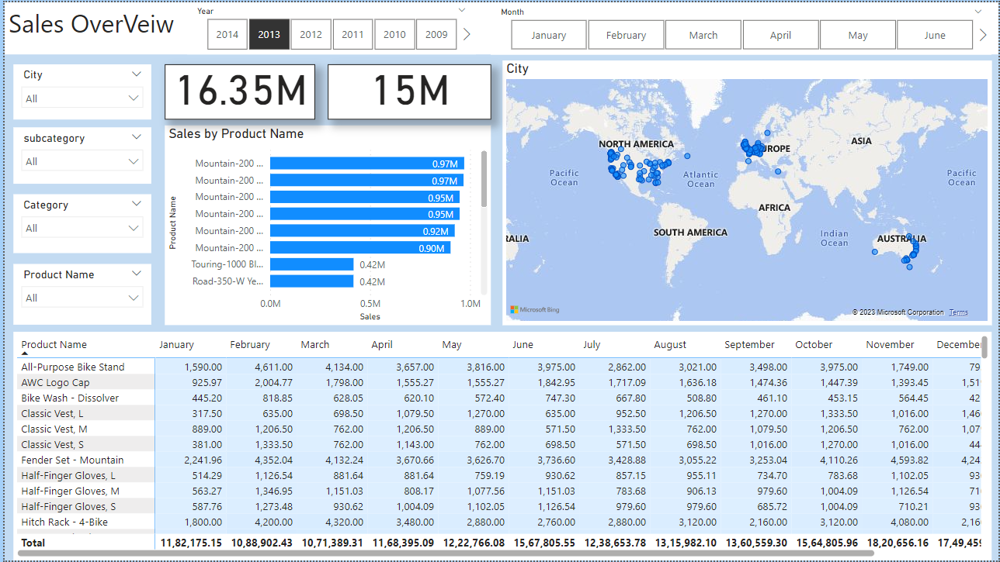 Sales OverVeiw
Year
2014 2013 2012 2011 2010 2009
Month
January February March April May June
City
All
subcategory
All
Category
All
Product Name
All
16.35M
15M
Sales by Product Name
Product Name
Mountain-200 ... 0.97M
Mountain-200 ... 0.97M
Mountain-200 ... 0.95M
Mountain-200 ... 0.95M
Mountain-200 ... 0.92M
Mountain-200 ... 0.90M
Touring-1000 Bl... 0.42M
Road-350-W Ye... 0.42M
0.0M 0.5M 1.0M
Sales
City
NORTH AMERICA
EUROPE
ASIA
Pacific
Ocean
Atlantic
Ocean
Pacific
Ocean
AFRICA
SOUTH AMERICA
Indian
Ocean
RALIA
AUSTRALIA
Microsoft Bing
© 2023 Microsoft Corporation Terms
Product Name January February March April May June July August September October November December
All-Purpose Bike Stand 1,590.00 4,611.00 4,134.00 3,657.00 3,816.00 3,975.00 2,862.00 3,021.00 3,498.00 3,975.00 1,749.00 79
AWC Logo Cap 925.97 2,004.77 1,798.00 1,555.27 1,555.27 1,842.95 1,717.09 1,636.18 1,474.36 1,447.39 1,393.45 1,51
Bike Wash - Dissolver 445.20 818.85 628.05 620.10 572.40 747.30 667.80 508.80 461.10 453.15 564.45 42
Classic Vest, L 317.50 635.00 698.50 1,079.50 1,270.00 635.00 952.50 1,206.50 1,270.00 1,333.50 1,016.00 1,46
Classic Vest, M 889.00 1,206.50 762.00 1,206.50 889.00 571.50 1,333.50 762.00 1,079.50 1,206.50 762.00 1,07
Classic Vest, S 381.00 1,333.50 762.00 1,143.00 762.00 698.50 571.50 698.50 1,016.00 1,270.00 1,016.00 44
Fender Set - Mountain 2,241.96 4,352.04 4,132.24 3,670.66 3,626.70 3,736.60 3,428.88 3,055.22 3,253.04 4,110.26 4,593.82 4,24
Half-Finger Gloves, L 514.29 1,126.54 881.64 881.64 759.19 930.62 857.15 955.11 734.70 783.68 1,102.05 93
Half-Finger Gloves, M 563.27 1,346.95 1,151.03 808.17 1,077.56 1,151.03 783.68 906.13 979.60 1,004.09 1,126.54 71
Half-Finger Gloves, S 587.76 1,273.48 930.62 1,004.09 1,102.05 1,126.54 979.60 979.60 685.72 1,004.09 710.21 93
Hitch Rack - 4-Bike 1,800.00 4,200.00 4,320.00 3,480.00 2,880.00 2,760.00 2,880.00 3,120.00 2,160.00 3,120.00 4,080.00 2,16
Total 11,82,175.15 10,88,902.43 10,71,389.31 11,68,395.09 12,22,766.08 15,67,805.55 12,38,653.78 13,15,982.10 13,60,559.30 15,64,805.96 18,20,656.16 17,49,45